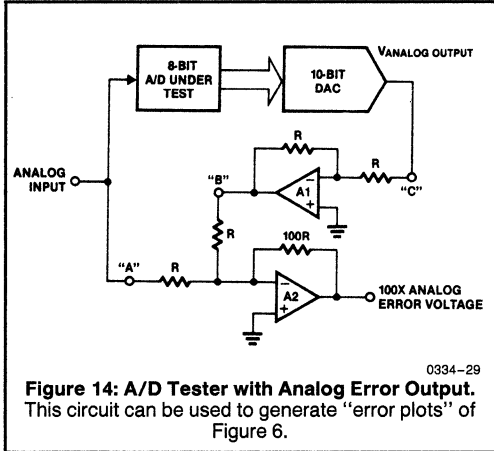 VANALOG OUTPUT
8-BIT
A/D UNDER
TEST
10-BIT
DAC
R
R
ANALOG
INPUT
"B"
A1
"C"
−
+
R
100R
"A"
R
−
A2
+
100X ANALOG
ERROR VOLTAGE
0334–29
Figure 14: A/D Tester with Analog Error Output.
This circuit can be used to generate "error plots" of
Figure 6.